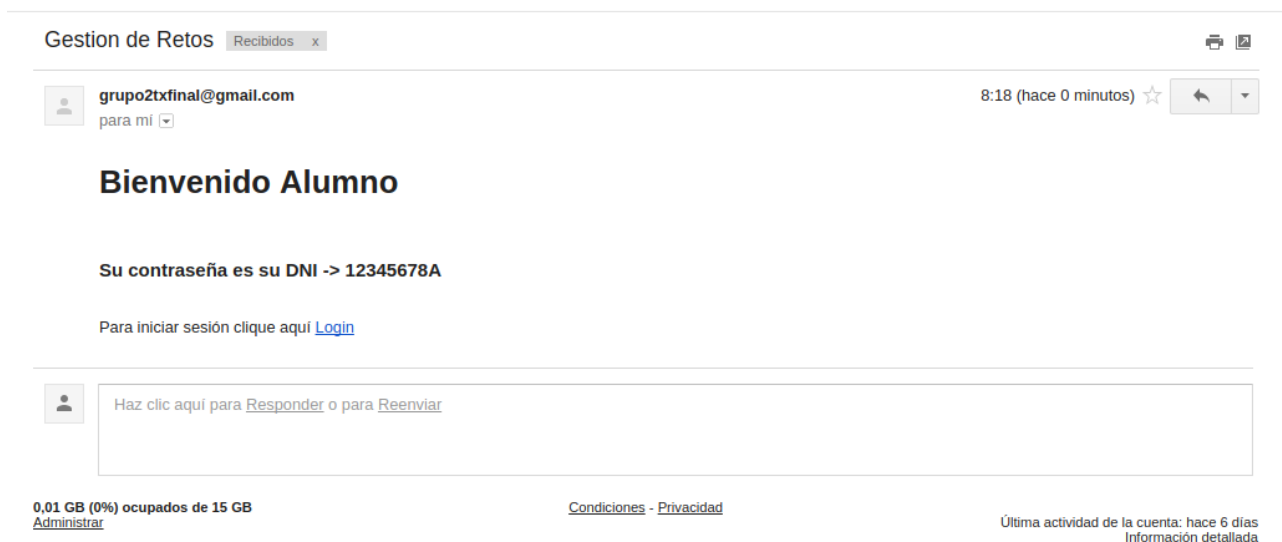 Gestion de Retos Recibidos x
grupo2txfinal@gmail.com 8:18 (hace 0 minutos)
para mí
Bienvenido Alumno
Su contraseña es su DNI -> 12345678A
Para iniciar sesión clique aquí Login
Haz clic aquí para Responder o para Reenviar
0,01 GB (0%) ocupados de 15 GB Condiciones - Privacidad
Administrar Última actividad de la cuenta: hace 6 días
Información detallada